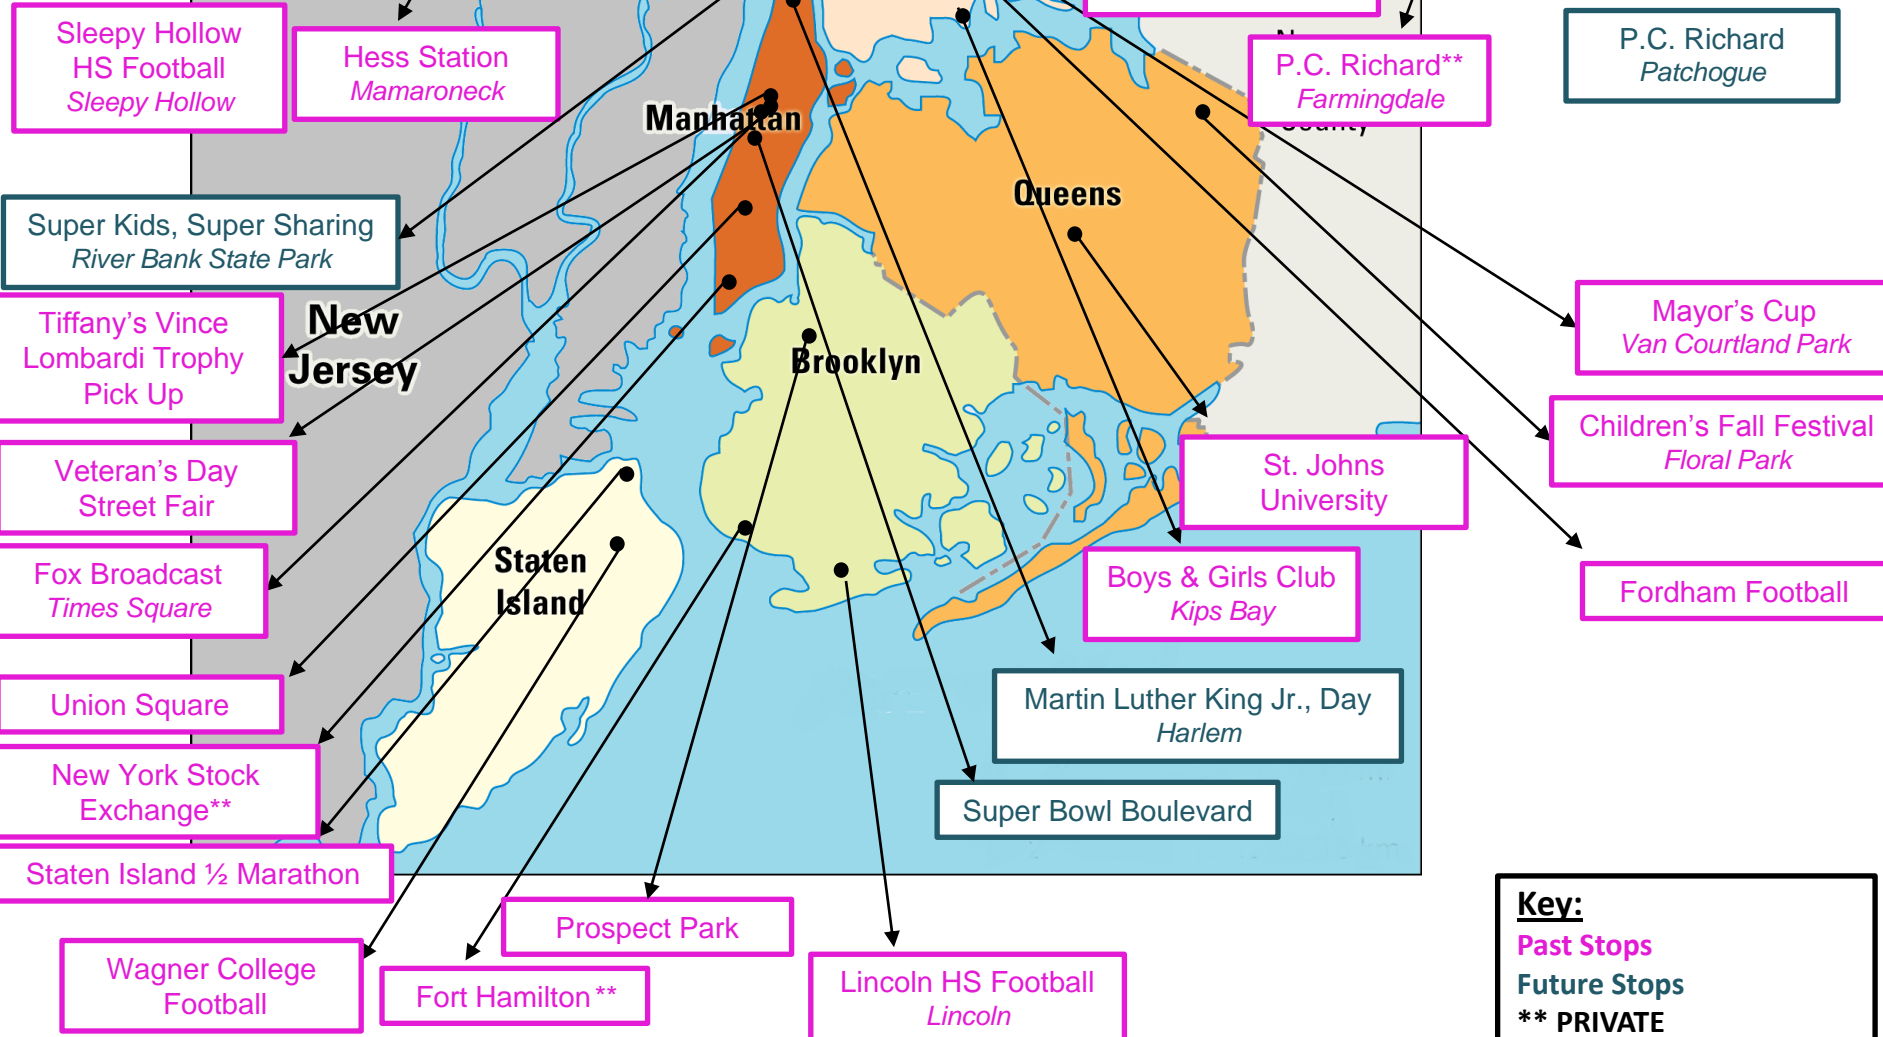 Sleepy Hollow
HS Football
Sleepy Hollow
Hess Station
Mamaroneck
P.C. Richard**
Farmingdale
County
P.C. Richard
Patchogue
Manhattan
Queens
Super Kids, Super Sharing
River Bank State Park
New
Jersey
Tiffany’s Vince
Lombardi Trophy
Pick Up
Mayor’s Cup
Van Courtland Park
Brooklyn
Children’s Fall Festival
Floral Park
Veteran’s Day
Street Fair
St. Johns
University
Fox Broadcast
Times Square
Staten
Island
Boys & Girls Club
Kips Bay
Fordham Football
Union Square
Martin Luther King Jr., Day
Harlem
New York Stock
Exchange**
Super Bowl Boulevard
Staten Island ½ Marathon
Prospect Park
Wagner College
Football
Fort Hamilton**
Lincoln HS Football
Lincoln
Key:
Past Stops
Future Stops
** PRIVATE